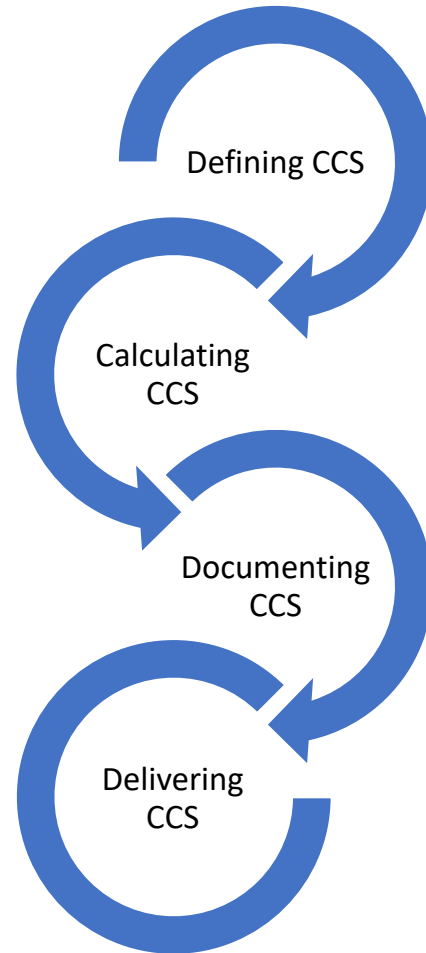 Defining CCS
Calculating
CCS
Documenting
CCS
Delivering
CCS